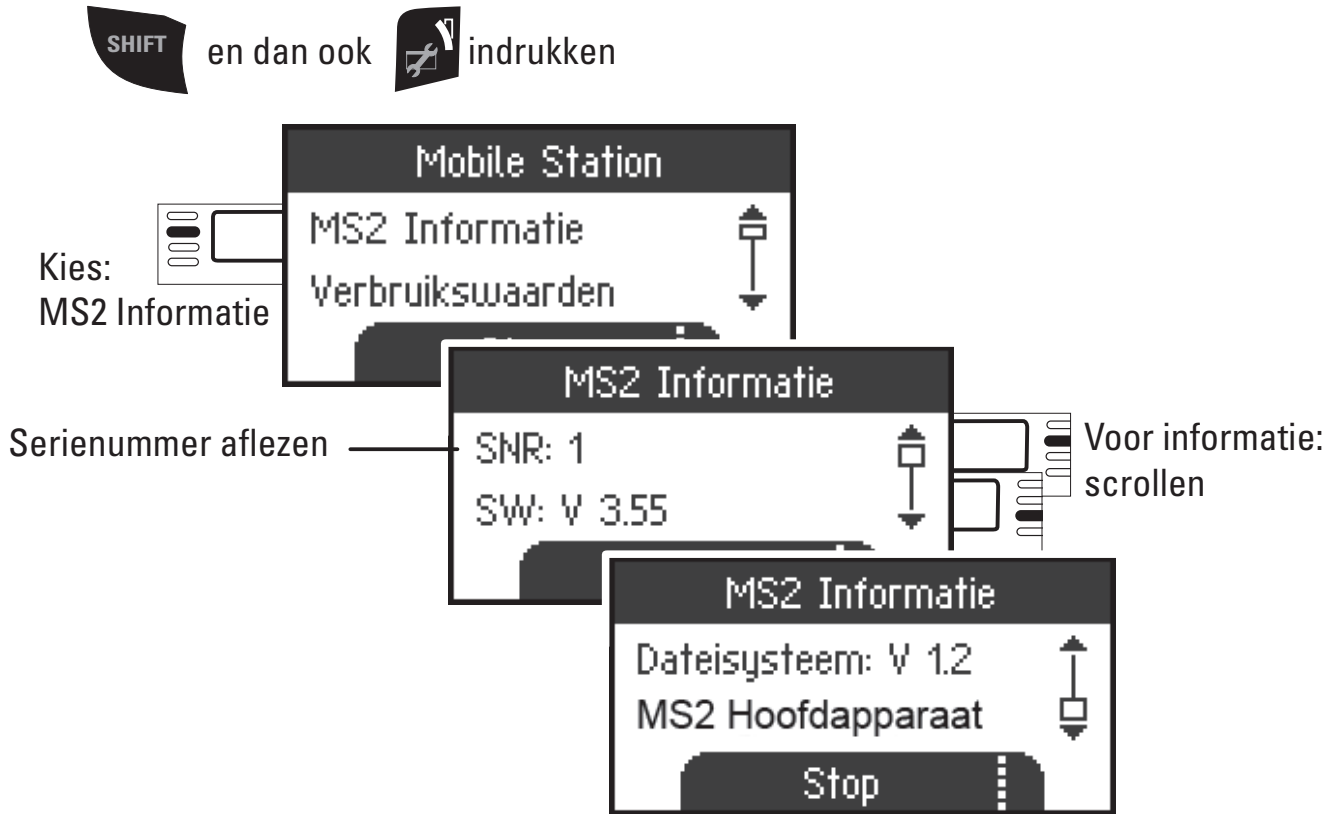 SHIFT en dan ook indrukken
Mobile Station
MS2 Informatie
Verbruikswaarden
Kies:
MS2 Informatie
MS2 Informatie
SNR: 1
SW: V 3.55
Serienummer aflezen
Voor informatie:
scrollen
MS2 Informatie
Dateisysteem: V 1.2
MS2 Hoofdapparaat
Stop